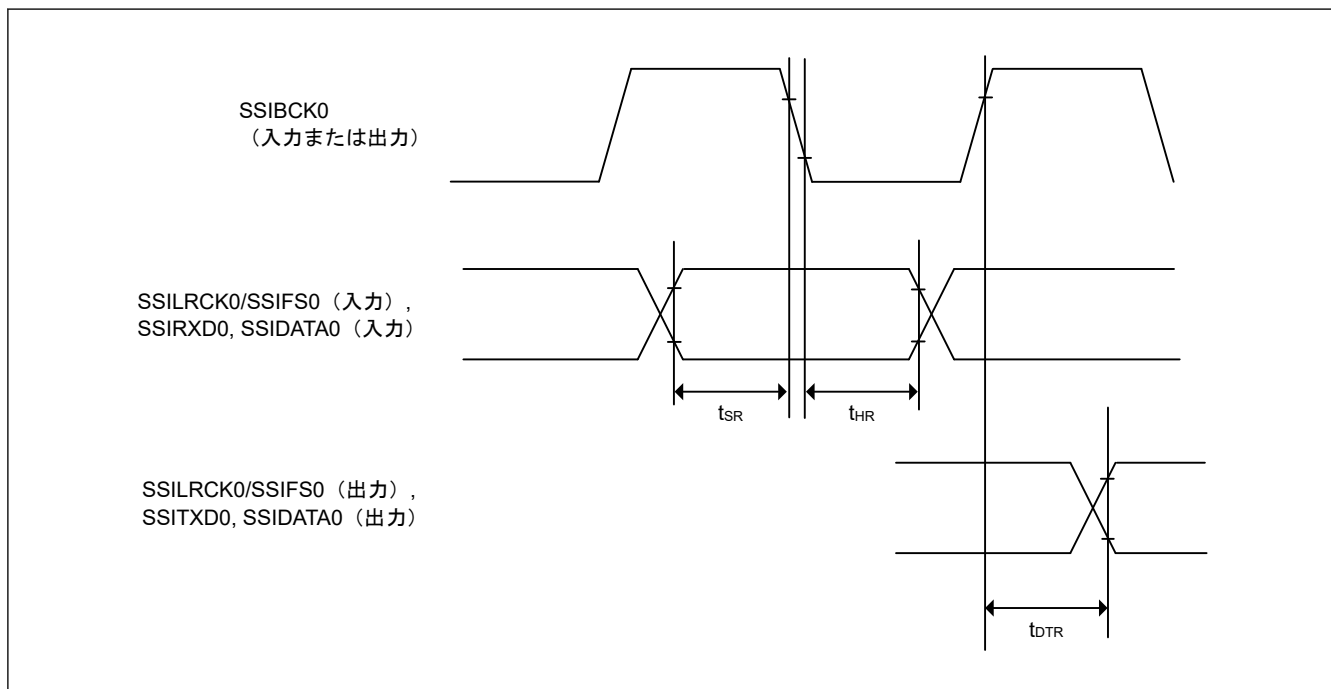 SSIBCK0
（入力または出力）
SSILRCK0/SSIFS0（入力）,
SSIRXD0, SSIDATA0（入力）
tSR
tHR
SSILRCK0/SSIFS0（出力）,
SSITXD0, SSIDATA0（出力）
tDTR